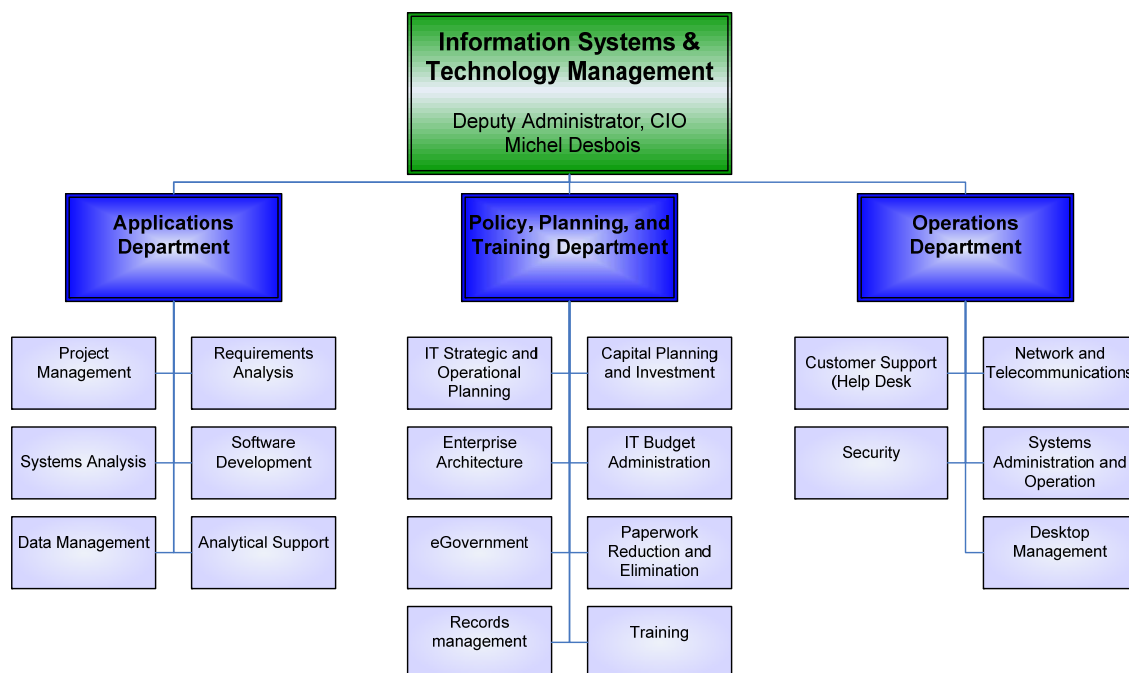 Information Systems &
Technology Management
Deputy Administrator, CIO
Michel Desbois
Applications
Department
Policy, Planning, and
Training Department
Operations
Department
Project
Management
Requirements
Analysis
Systems Analysis
Software
Development
Data Management
Analytical Support
IT Strategic and
Operational
Planning
Capital Planning
and Investment
Enterprise
Architecture
IT Budget
Administration
eGovernment
Paperwork
Reduction and
Elimination
Records
management
Training
Customer Support
(Help Desk
Network and
Telecommunications
Security
Systems
Administration and
Operation
Desktop
Management